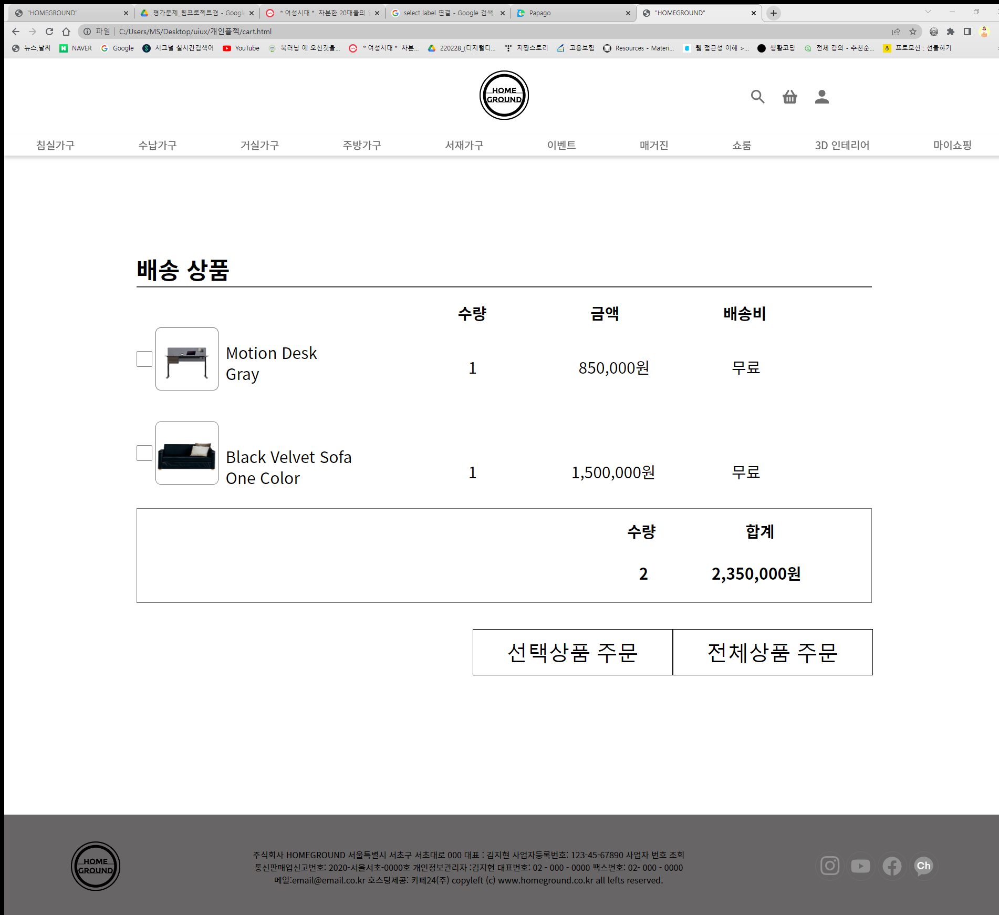 "HOMEGROUND"
평가문제_팀프로젝트겸 - Googl
* 여성시대 * 차분한 20대들의
select label 연결 - Google 검색
Papago
"HOMEGROUND"
파일 | C:/Users/MS/Desktop/uiux/개인플젝/cart.html
뉴스,날씨 NAVER Google 시그널 실시간검색어 YouTube 북러닝 에 오신것을... * 여성시대 * 차분... 220228_(디지털디... 지짱스토리 고용보험 Resources - Materi... 웹 접근성 이해 >... 생활코딩 전체 강의 - 추천순... 프로모션 : 선물하기
HOME
GROUND
침실가구 수납가구 거실가구 주방가구 서재가구 이벤트 매거진 쇼룸 3D 인테리어 마이쇼핑
배송 상품
수량 금액 배송비
Motion Desk
Gray
1 850,000원 무료
Black Velvet Sofa
One Color
1 1,500,000원 무료
수량 합계
2 2,350,000원
선택상품 주문 전체상품 주문
HOME
GROUND
주식회사 HOMEGROUND 서울특별시 서초구 서초대로 000 대표 : 김지현 사업자등록번호: 123-45-67890 사업자 번호 조회
통신판매업신고번호: 2020-서울서초-0000호 개인정보관리자 :김지현 대표번호: 02 - 000 - 0000 팩스번호: 02- 000 - 0000
메일:email@email.co.kr 호스팅제공: 카페24(주) copyleft (c) www.homeground.co.kr all lefts reserved.
Ch